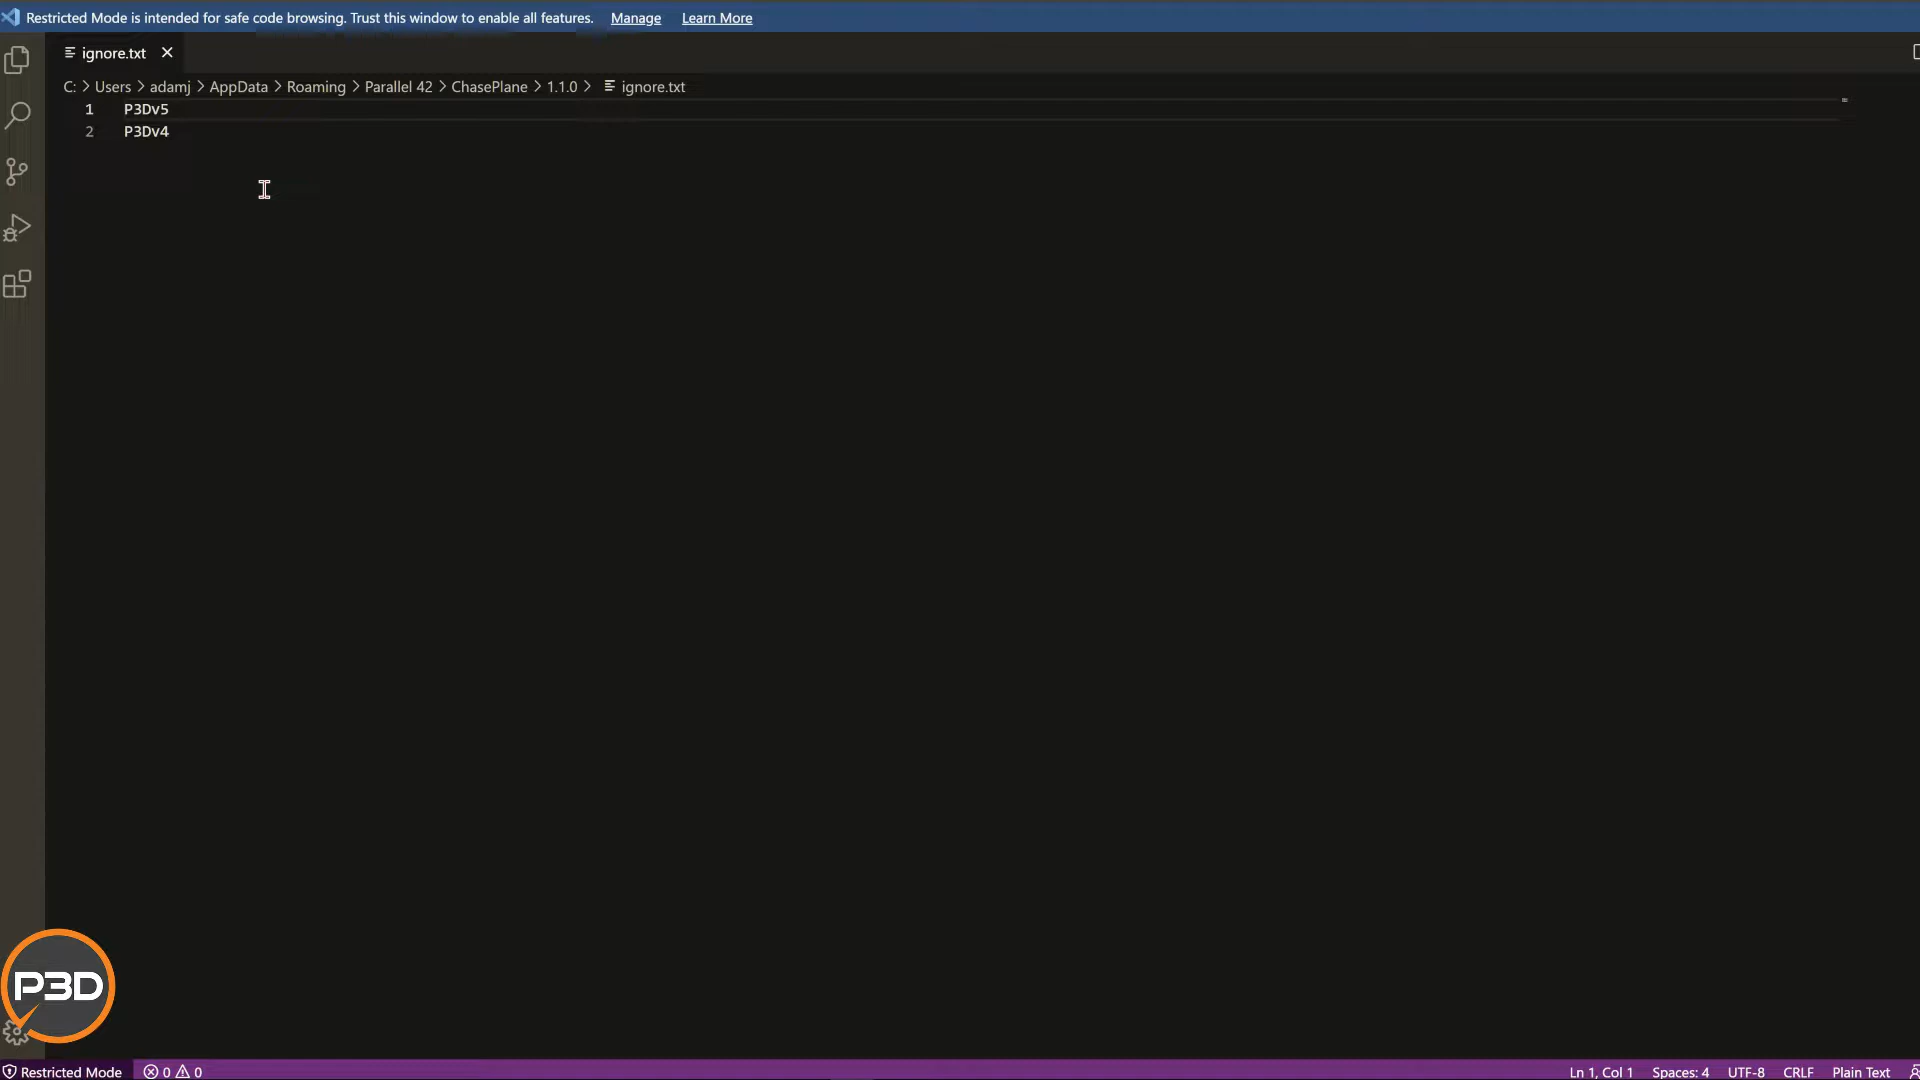 Restricted Mode is intended for safe code browsing. Trust this window to enable all features. Manage Learn More
ignore.txt
C: > Users > adamj > AppData > Roaming > Parallel 42 > ChasePlane > 1.1.0 > ignore.txt
1 P3Dv5
2 P3Dv4
P3D
Restricted Mode 0 0 Ln 1, Col 1 Spaces: 4 UTF-8 CRLF Plain Text